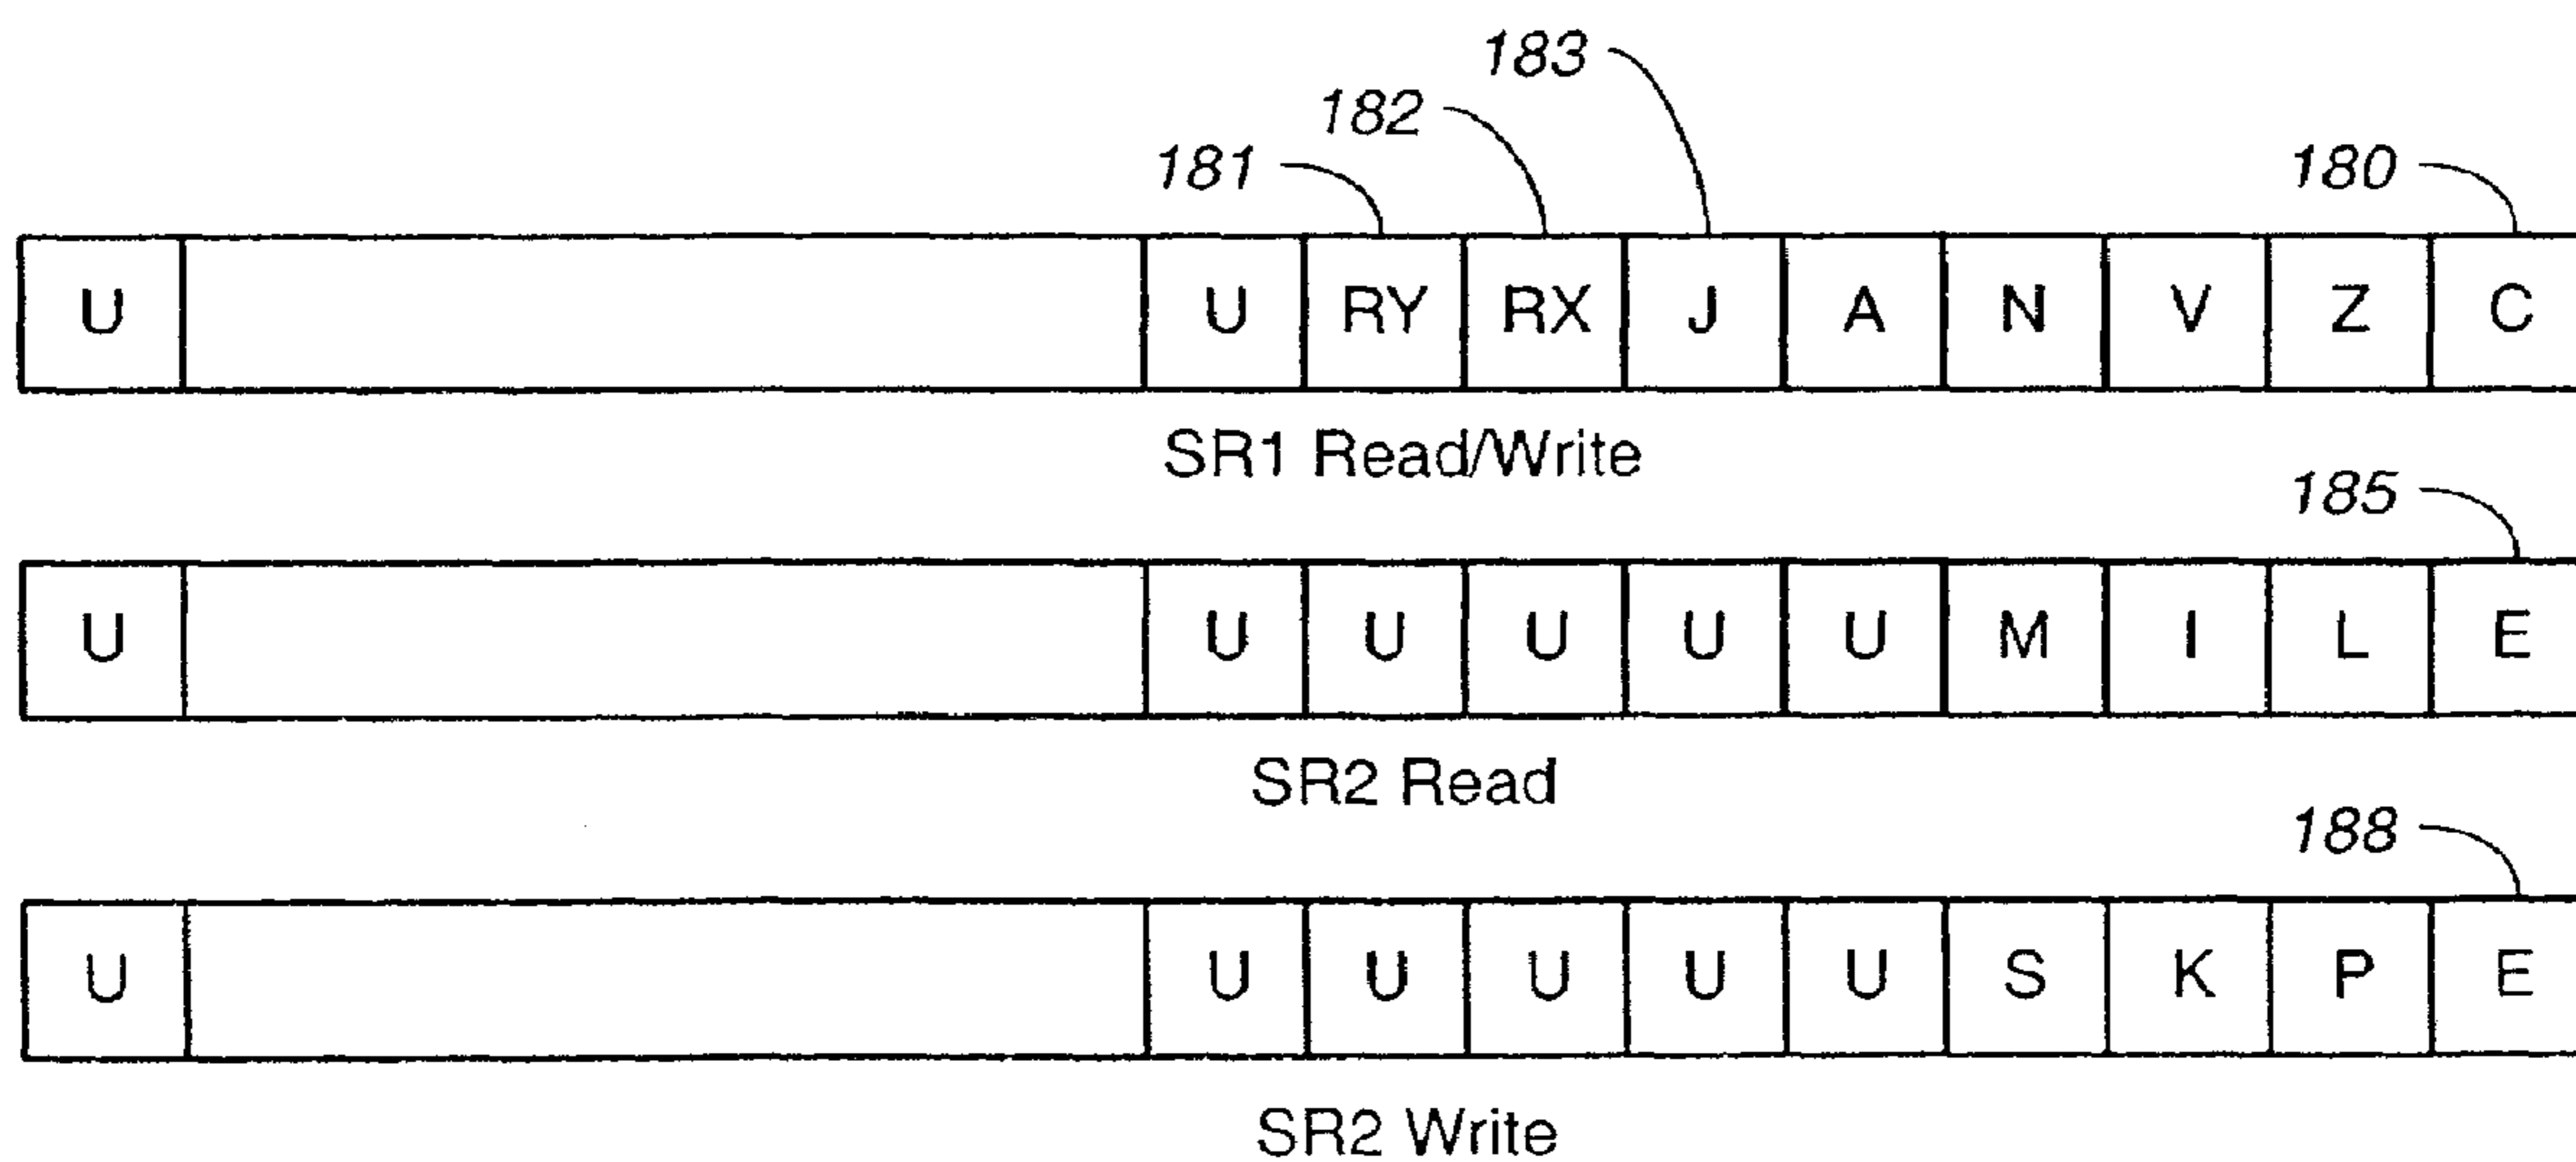 183
182
181 180
U U RY RX J A N V Z C
SR1 Read/Write
185
U U U U U U M I L E
SR2 Read
188
U U U U U U S K P E
SR2 Write